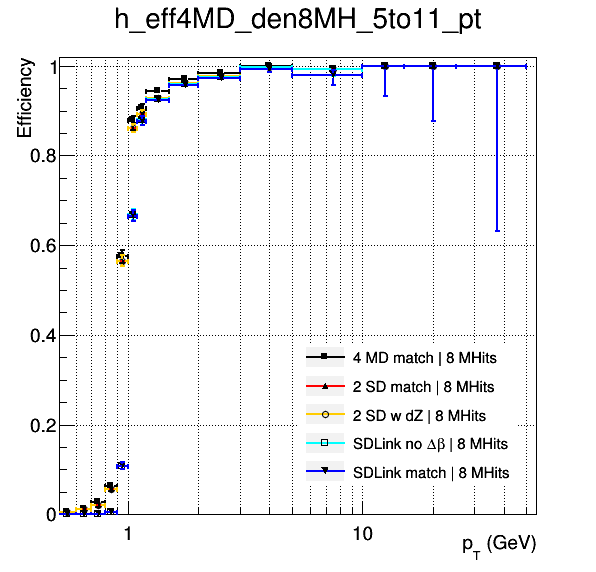 h_eff4MD_den8MH_5to11_pt
Efficiency
1
0.8
0.6
0.4
0.2
0
4 MD match | 8 MHits
2 SD match | 8 MHits
2 SD w dZ | 8 MHits
SDLink no Δβ | 8 MHits
SDLink match | 8 MHits
1
10
p_T (GeV)